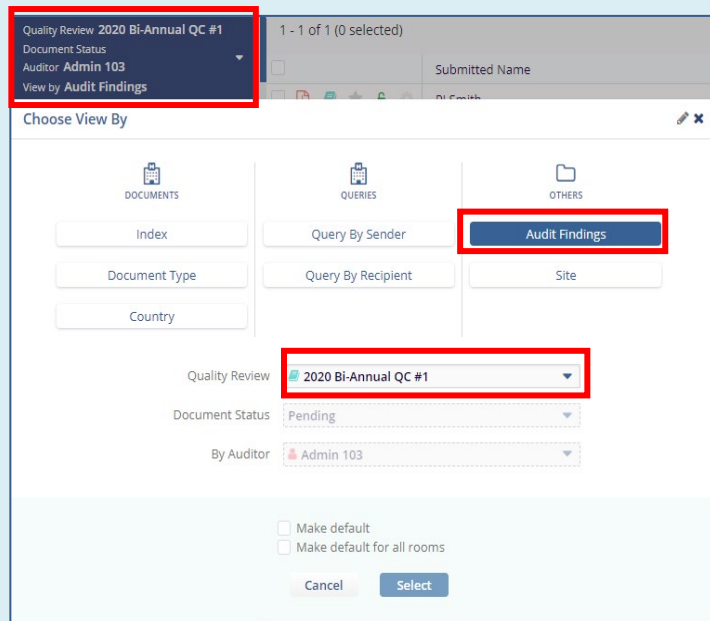 Quality Review 2020 Bi-Annual QC #1
Document Status
Auditor Admin 103
View by Audit Findings
1 - 1 of 1 (0 selected)
Submitted Name
PI Smith
Choose View By
DOCUMENTS
QUERIES
OTHERS
Index
Query By Sender
Audit Findings
Document Type
Query By Recipient
Site
Country
Quality Review 2020 Bi-Annual QC #1
Document Status Pending
By Auditor Admin 103
Make default
Make default for all rooms
Cancel
Select